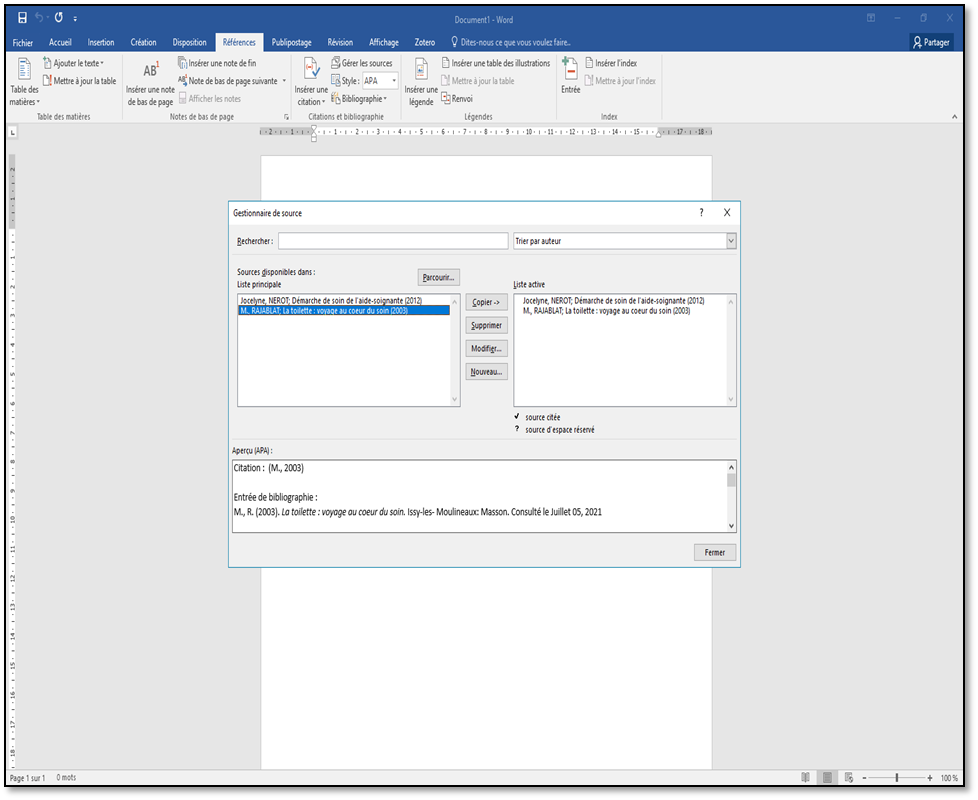 Document1 - Word
Fichier Accueil Insertion Création Disposition Références Publipostage Révision Affichage Zotero Dites-nous ce que vous voulez faire.. Partager
Table des matières
Ajouter le texte
Mettre à jour la table
Table des matières
AB¹
Insérer une note de bas de page
Insérer une note de fin
Note de bas de page suivante
Afficher les notes
Notes de bas de page
Insérer une citation
Gérer les sources
Style : APA
Bibliographie
Citations et bibliographie
Insérer une légende
Insérer une table des illustrations
Mettre à jour la table
Renvoi
Légendes
Entrée
Insérer l'index
Mettre à jour l'index
Index
Gestionnaire de source ? X
Rechercher : Trier par auteur
Sources disponibles dans : Parcourir...
Liste principale Liste active
Jocelyne, NEROT; Démarche de soin de l'aide-soignante (2012)
M., RAJABLAT; La toilette : voyage au coeur du soin (2003)
Copier ->
Supprimer
Modifier...
Nouveau...
Jocelyne, NEROT; Démarche de soin de l'aide-soignante (2012)
M., RAJABLAT; La toilette : voyage au coeur du soin (2003)
✓ source citée
? source d'espace réservé
Aperçu (APA) :
Citation : (M., 2003)
Entrée de bibliographie :
M., R. (2003). La toilette : voyage au coeur du soin. Issy-les- Moulineaux: Masson. Consulté le Juillet 05, 2021
Fermer
Page 1 sur 1 0 mots 100 %